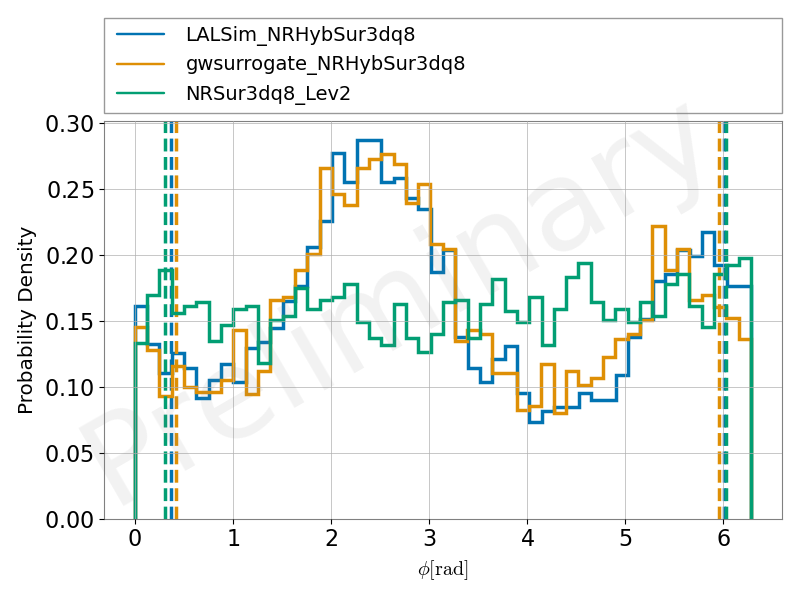 LALSim_NRHybSur3dq8
gwsurrogate_NRHybSur3dq8
NRSur3dq8_Lev2
0.30
0.25
0.20
0.15
0.10
0.05
0.00
Probability Density
Preliminary
0 1 2 3 4 5 6
ϕ[rad]